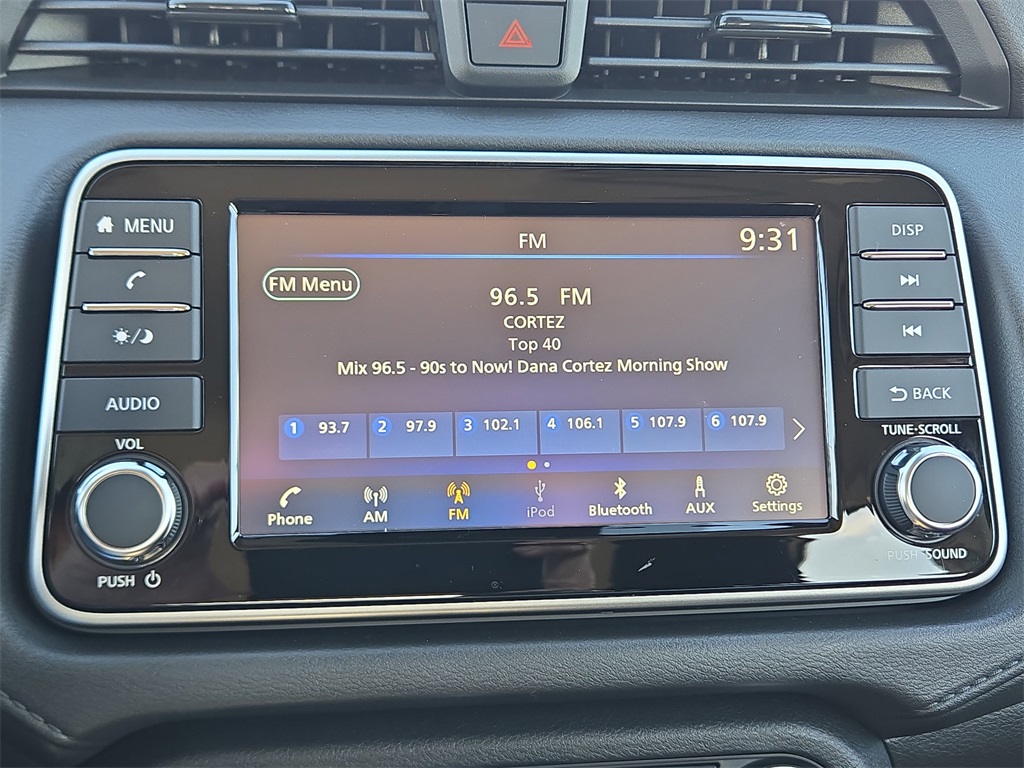 MENU
AUDIO
VOL
PUSH
FM
9:31
FM Menu
96.5 FM
CORTEZ
Top 40
Mix 96.5 - 90s to Now! Dana Cortez Morning Show
1 93.7 2 97.9 3 102.1 4 106.1 5 107.9 6 107.9
Phone AM FM iPod Bluetooth AUX Settings
DISP
BACK
TUNE·SCROLL
PUSH SOUND